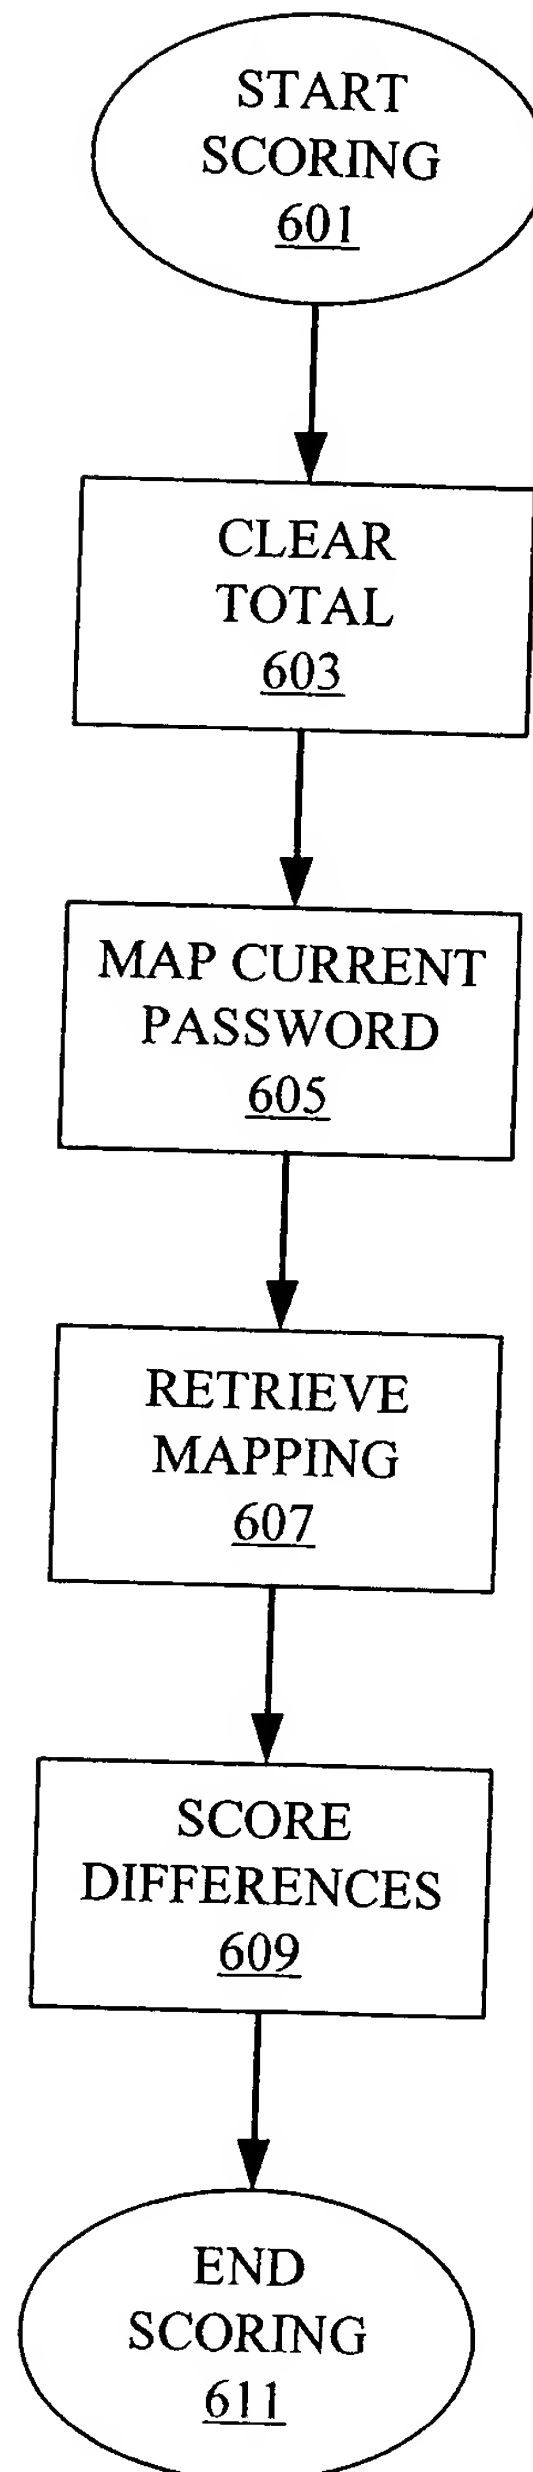 START
SCORING
601
CLEAR
TOTAL
603
MAP CURRENT
PASSWORD
605
RETRIEVE
MAPPING
607
SCORE
DIFFERENCES
609
END
SCORING
611